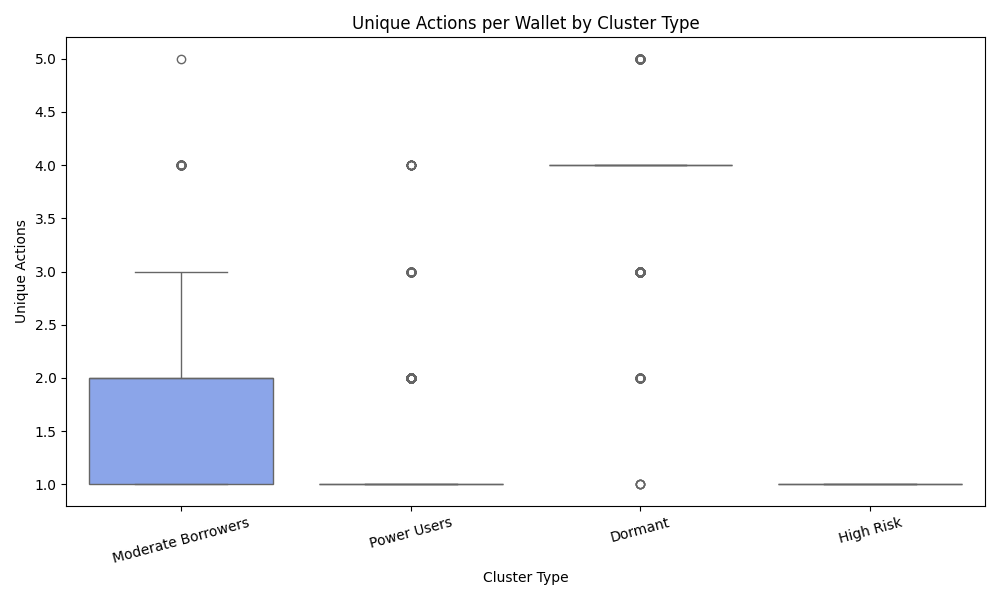 Unique Actions per Wallet by Cluster Type
Unique Actions
5.0
4.5
4.0
3.5
3.0
2.5
2.0
1.5
1.0
Moderate Borrowers
Power Users
Dormant
High Risk
Cluster Type